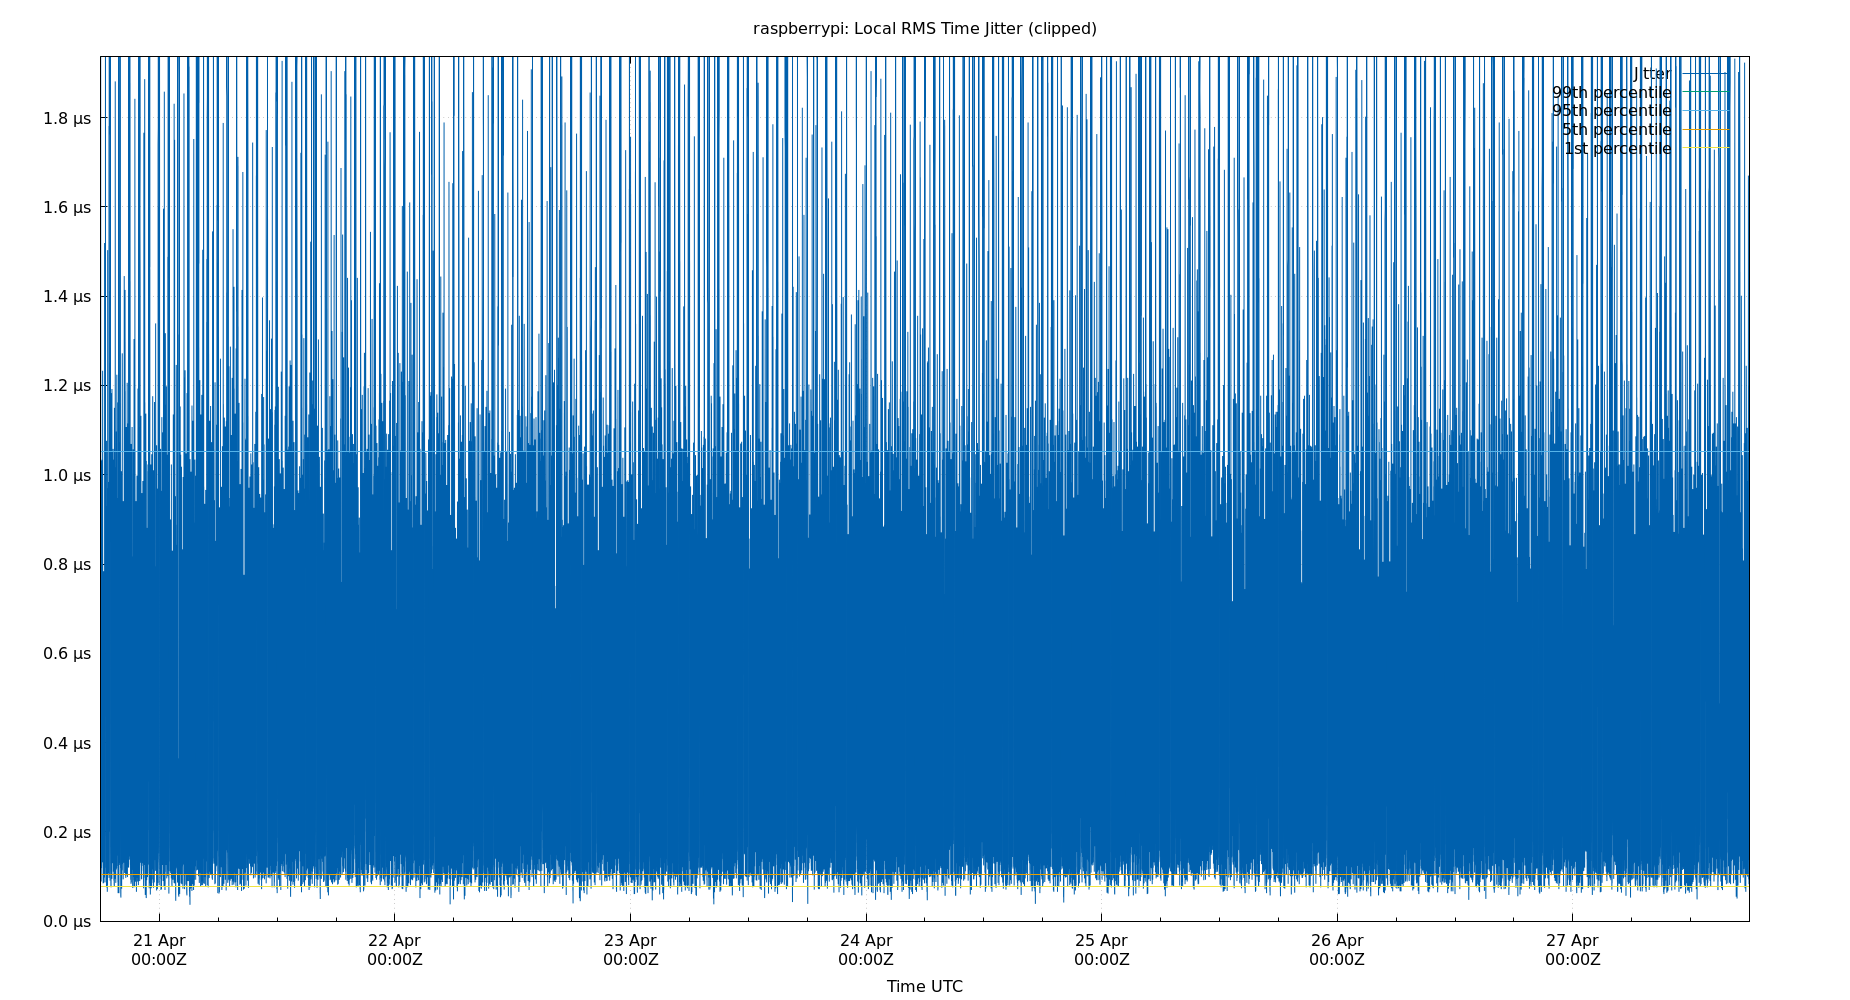 raspberrypi: Local RMS Time Jitter (clipped)
Jitter
99th percentile
95th percentile
5th percentile
1st percentile
1.8 µs
1.6 µs
1.4 µs
1.2 µs
1.0 µs
0.8 µs
0.6 µs
0.4 µs
0.2 µs
0.0 µs
21 Apr 22 Apr 23 Apr 24 Apr 25 Apr 26 Apr 27 Apr
00:00Z 00:00Z 00:00Z 00:00Z 00:00Z 00:00Z 00:00Z
Time UTC